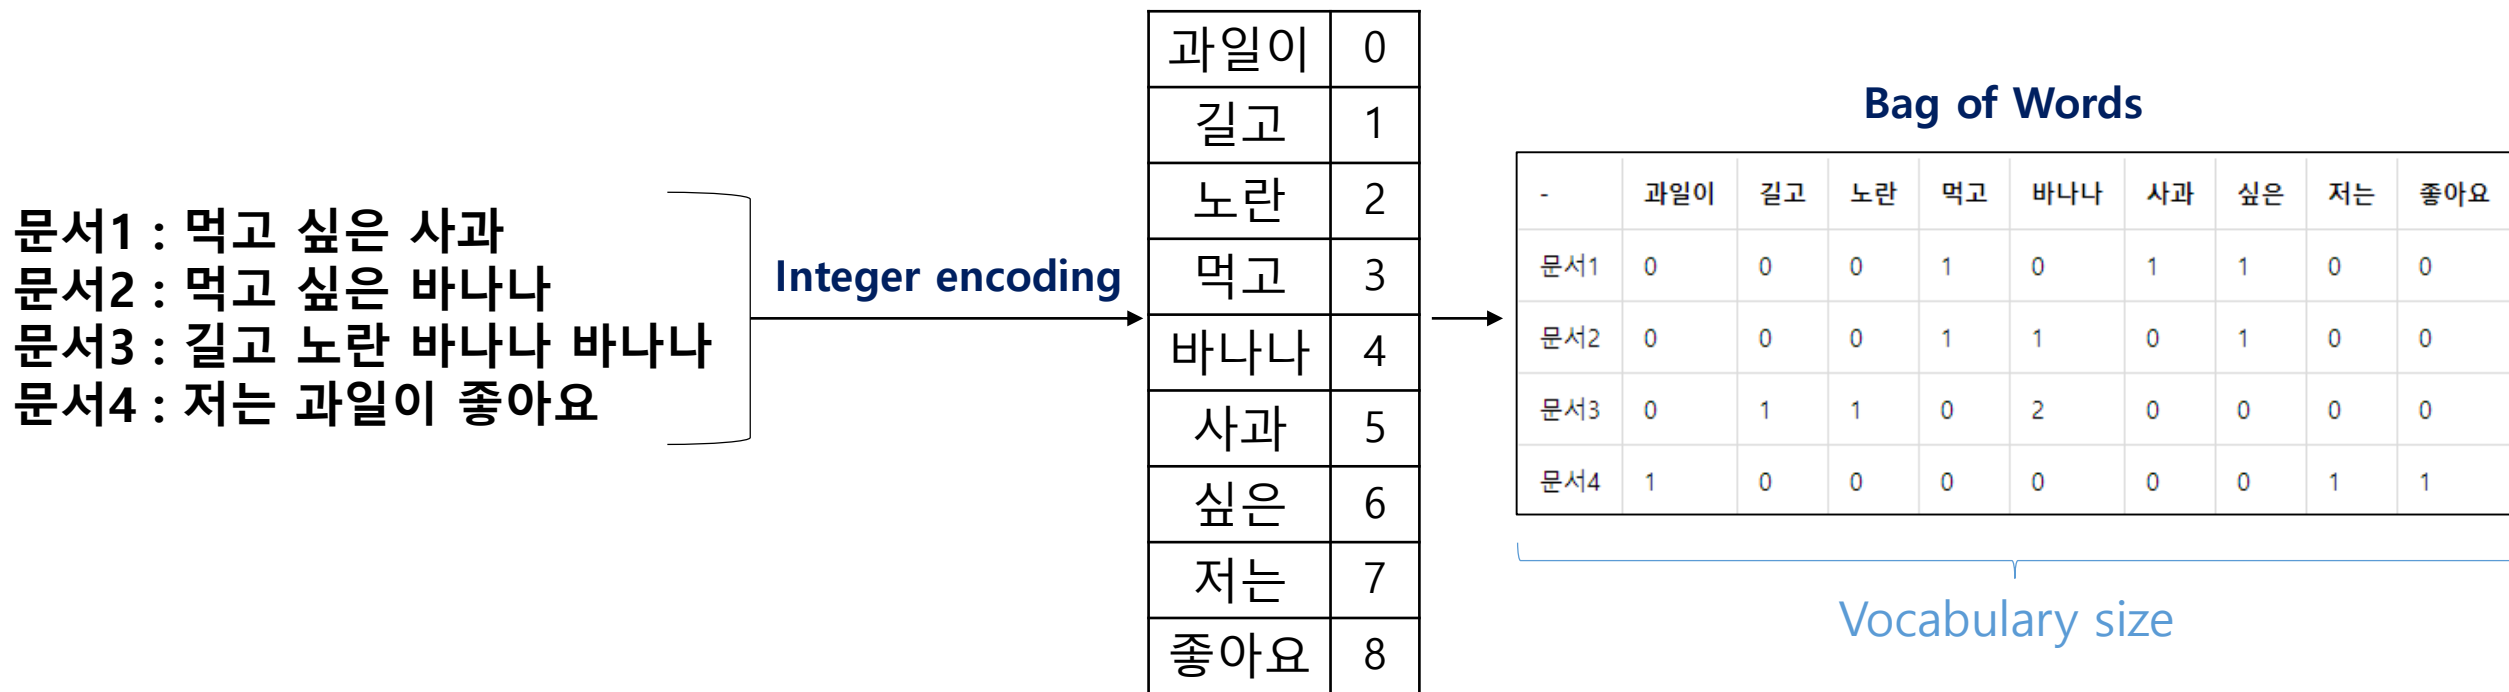 문서1 : 먹고 싶은 사과
문서2 : 먹고 싶은 바나나
문서3 : 길고 노란 바나나 바나나
문서4 : 저는 과일이 좋아요
Integer encoding
과일이 0
길고 1
노란 2
먹고 3
바나나 4
사과 5
싶은 6
저는 7
좋아요 8
Bag of Words
- 과일이 길고 노란 먹고 바나나 사과 싶은 저는 좋아요
문서1 0 0 0 1 0 1 1 0 0
문서2 0 0 0 1 1 0 1 0 0
문서3 0 1 1 0 2 0 0 0 0
문서4 1 0 0 0 0 0 0 1 1
Vocabulary size